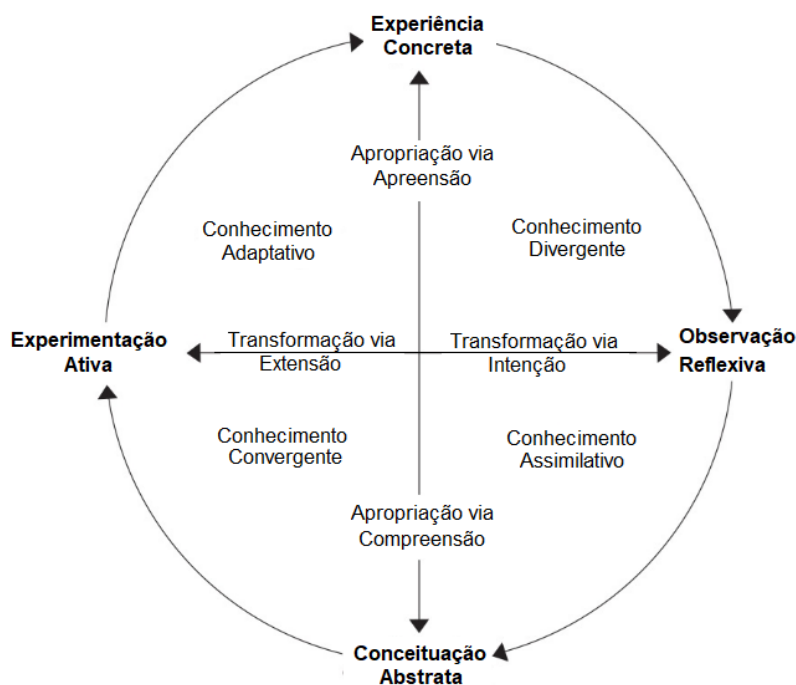 Experiência
Concreta
Apropriação via
Apreensão
Conhecimento
Adaptativo
Conhecimento
Divergente
Experimentação
Ativa
Transformação via
Extensão
Transformação via
Intenção
Observação
Reflexiva
Conhecimento
Convergente
Conhecimento
Assimilativo
Apropriação via
Compreensão
Conceituação
Abstrata